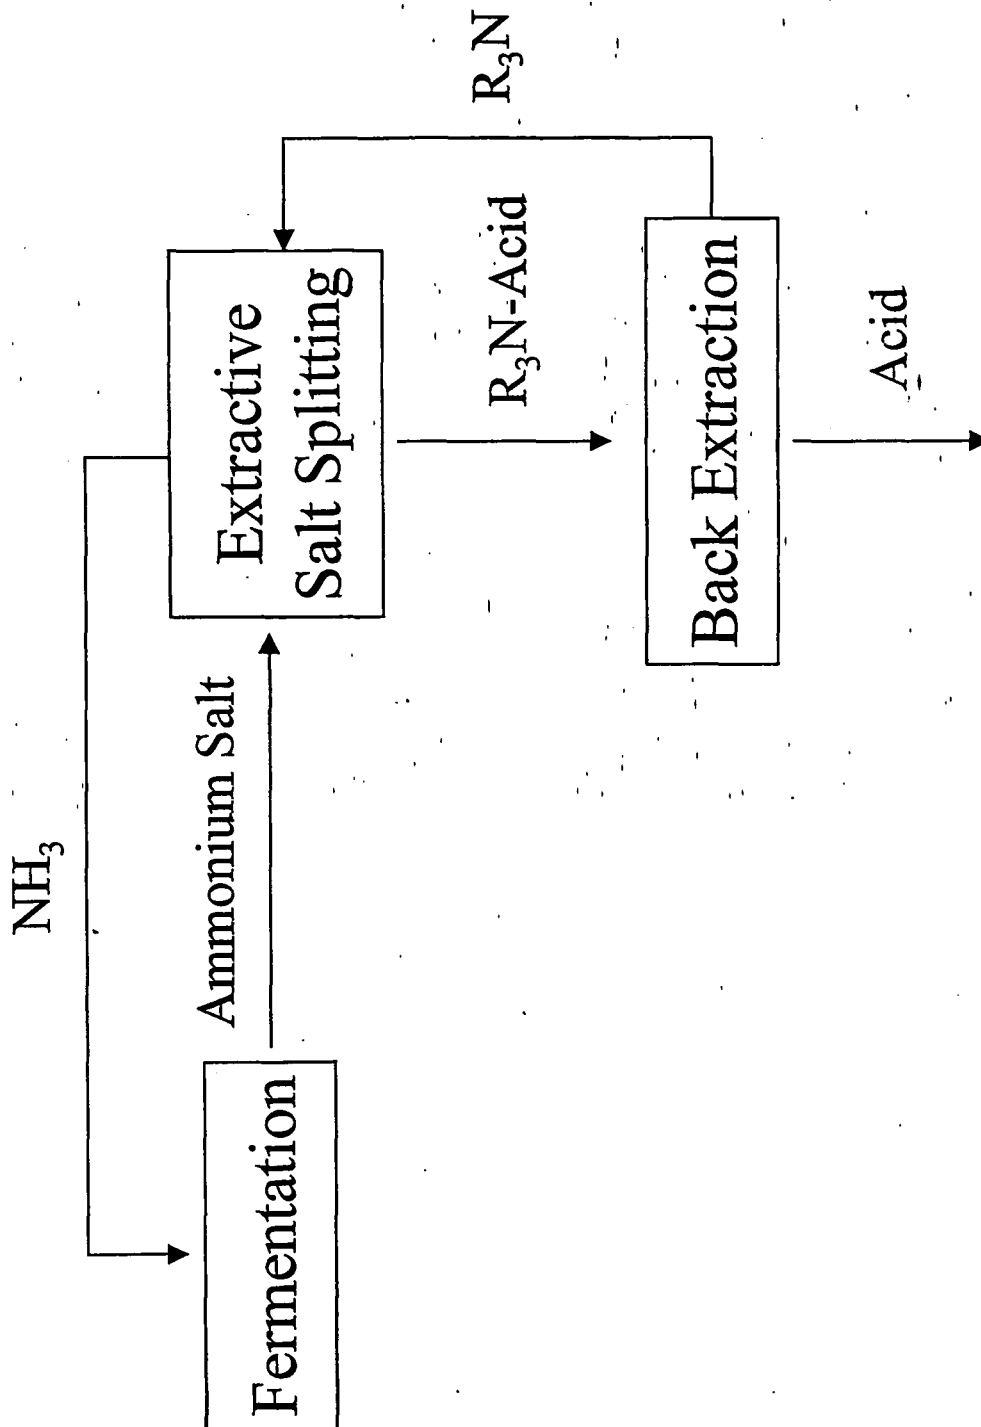 NH₃
Fermentation
Ammonium Salt
Extractive
Salt Splitting
R₃N
R₃N-Acid
Back Extraction
Acid